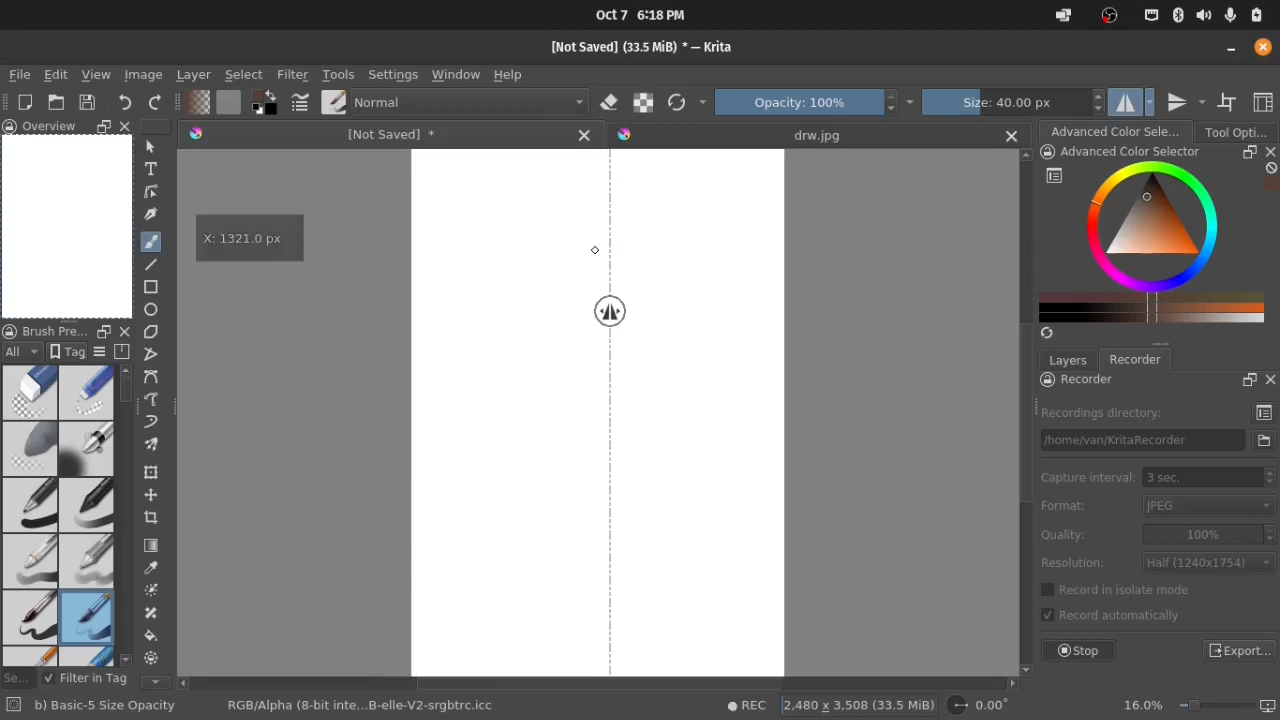 Oct 7 6:18 PM
[Not Saved] (33.5 MiB) * — Krita
File Edit View Image Layer Select Filter Tools Settings Window Help
Normal
Opacity: 100%
Size: 40.00 px
Overview
[Not Saved] *
drw.jpg
Advanced Color Sele...
Tool Opti...
Advanced Color Selector
X: 1321.0 px
Brush Pre...
All
Tag
Layers
Recorder
Recorder
Recordings directory:
/home/van/KritaRecorder
Capture interval:
3 sec.
Format:
JPEG
Quality:
100%
Resolution:
Half (1240x1754)
Record in isolate mode
Record automatically
Stop
Export...
Se...
Filter in Tag
b) Basic-5 Size Opacity
RGB/Alpha (8-bit inte...B-elle-V2-srgbtrc.icc
REC
2,480 x 3,508 (33.5 MiB)
0.00°
16.0%